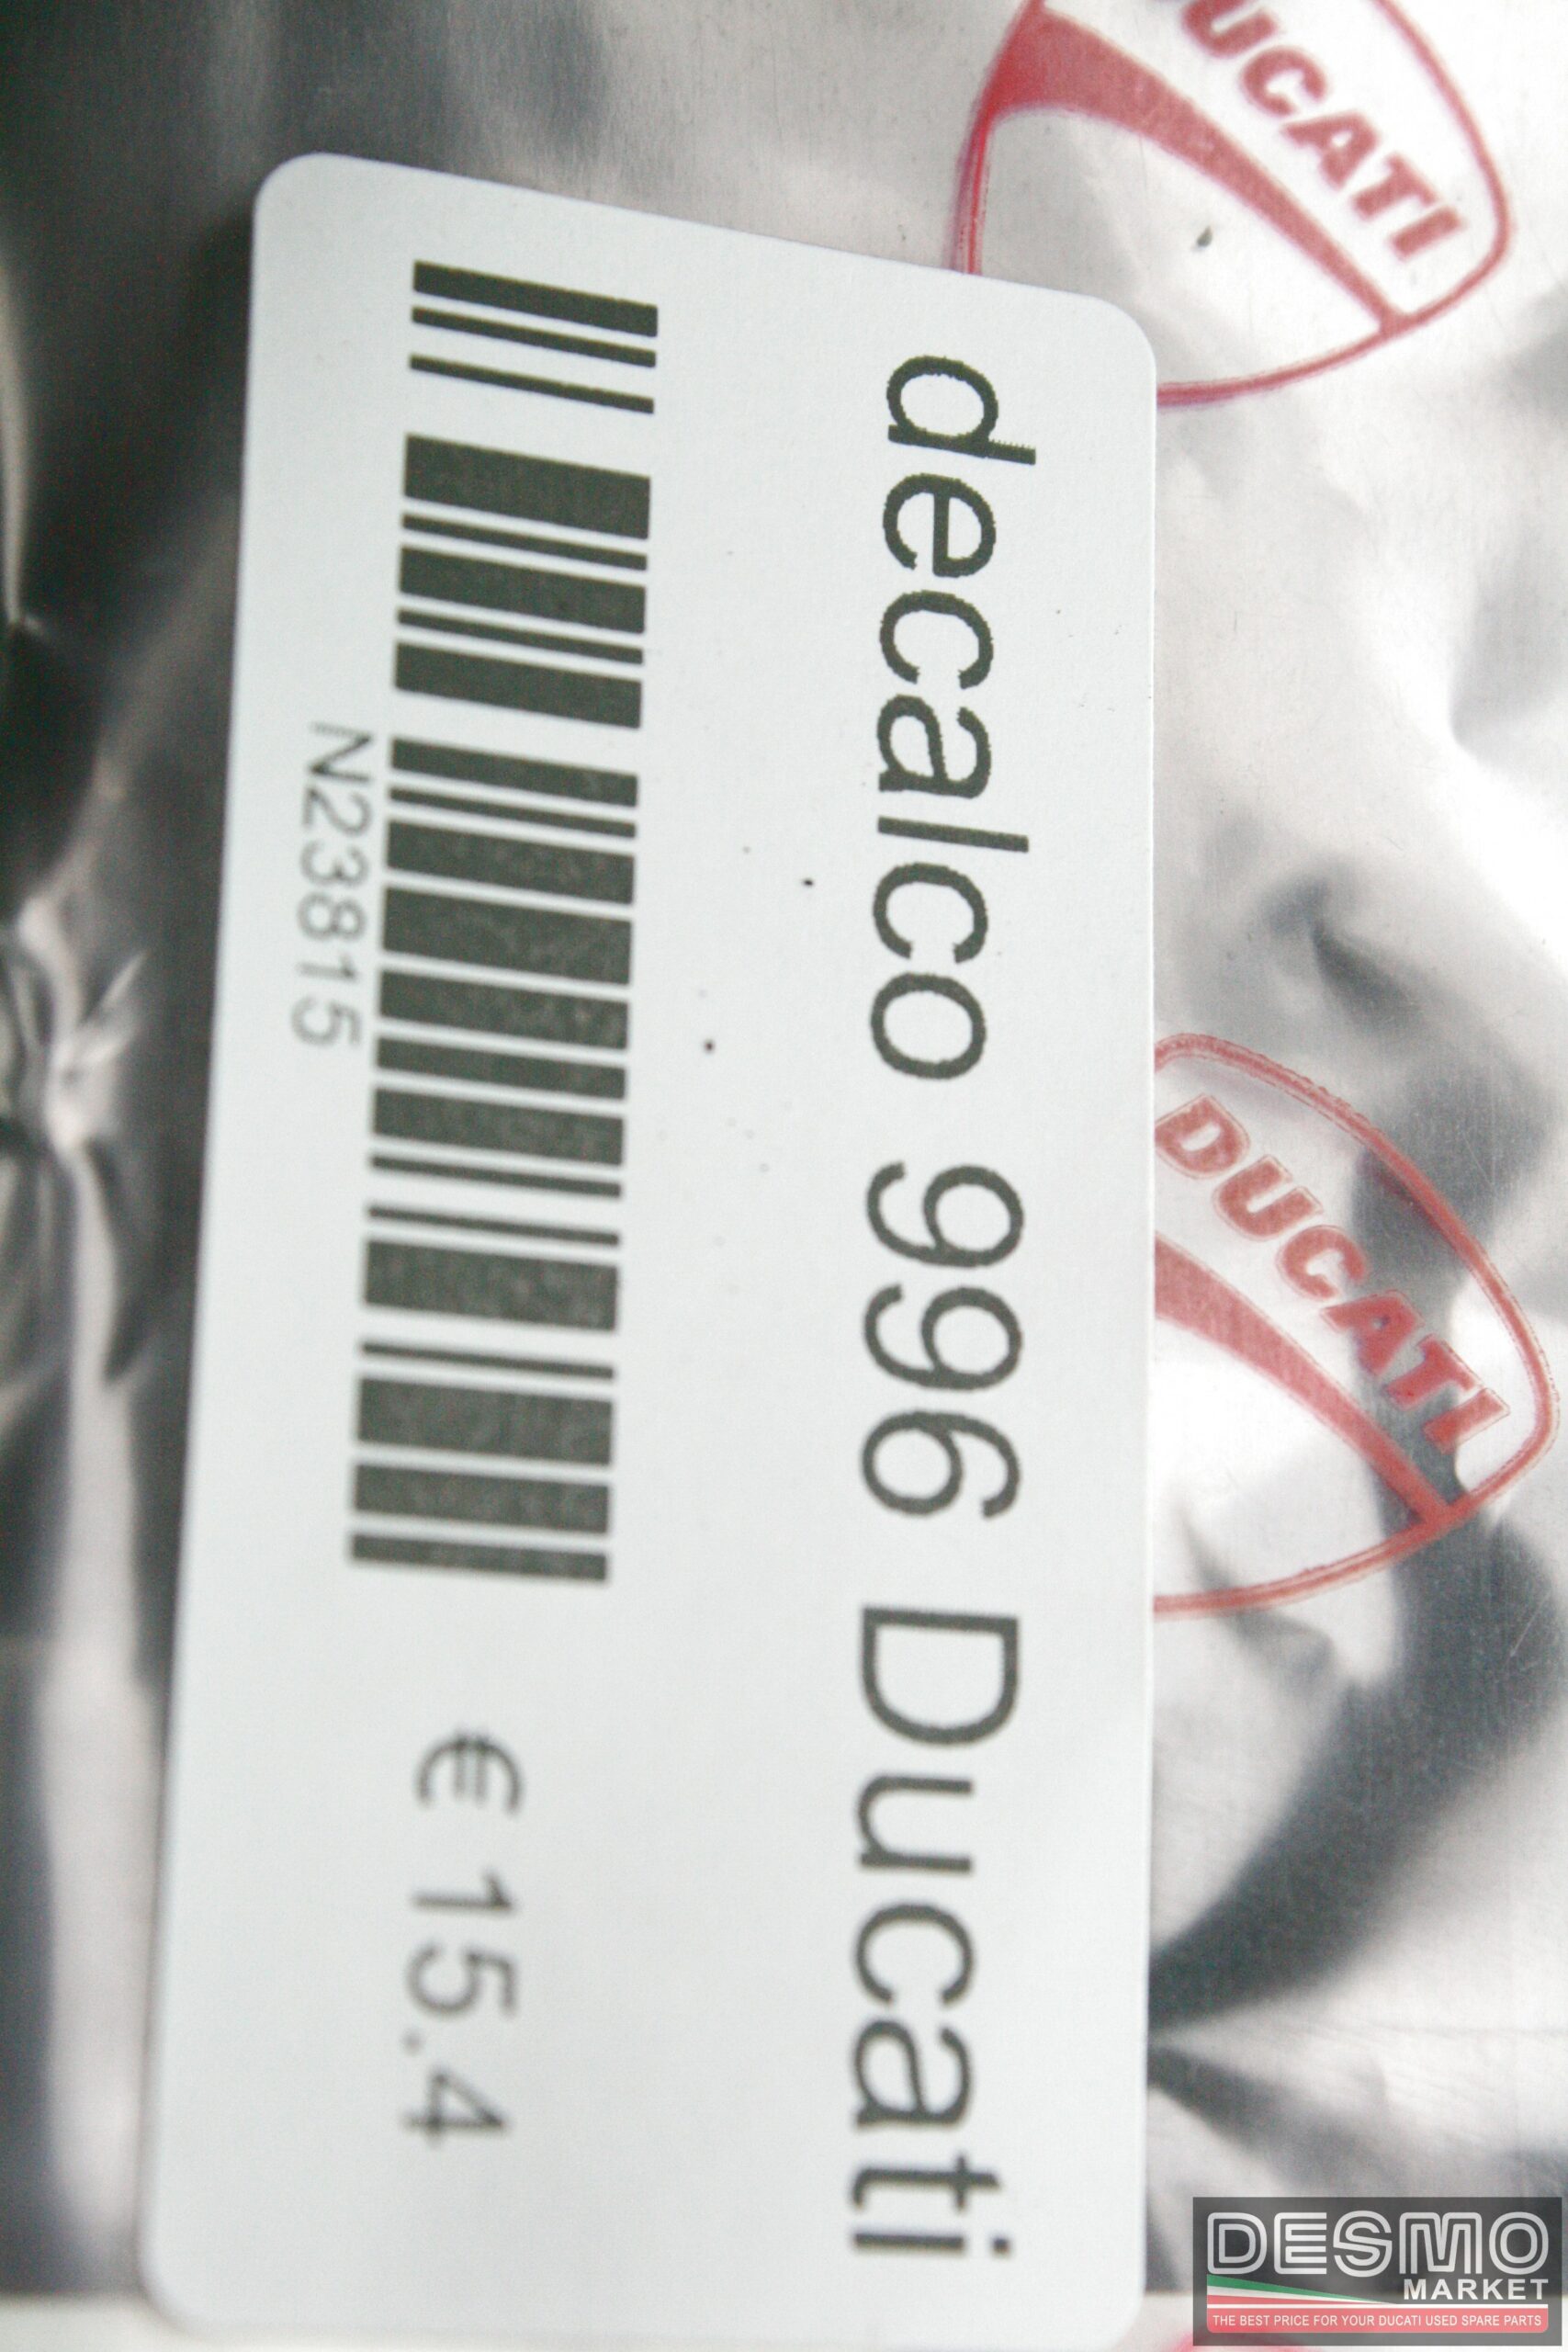 decalco 996 Ducati
N23815
€ 15.4
DUCATI
DUCATI
DESMO
MARKET
THE BEST PRICE FOR YOUR DUCATI USED SPARE PARTS